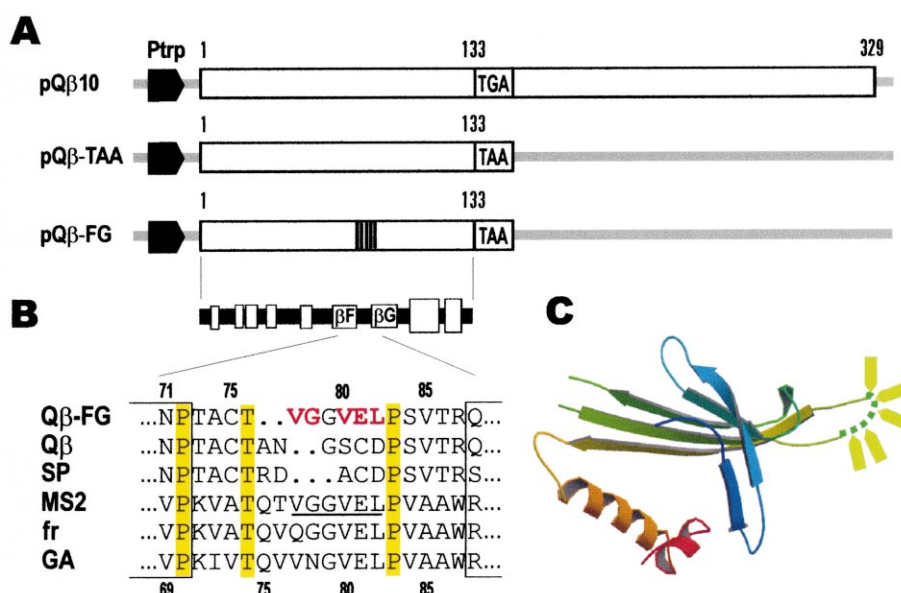 A
Ptrp 1 133 329
pQβ10 TGA
1 133
pQβ-TAA TAA
1 133
pQβ-FG TAA
B βF βG C
71 75 80 85
Qβ-FG ...NPTACT..VGGVELPSVTRQ...
Qβ ...NPTACTAN..GSCDPSVTRQ...
SP ...NPTACTRD...ACDPSVTRS...
MS2 ...VPKVATQTVGGVELPVAAWR...
fr ...VPKVATQVQGGVELPVAAWR...
GA ...VPKIVTQVVNGVELPVAAWR...
69 75 80 85